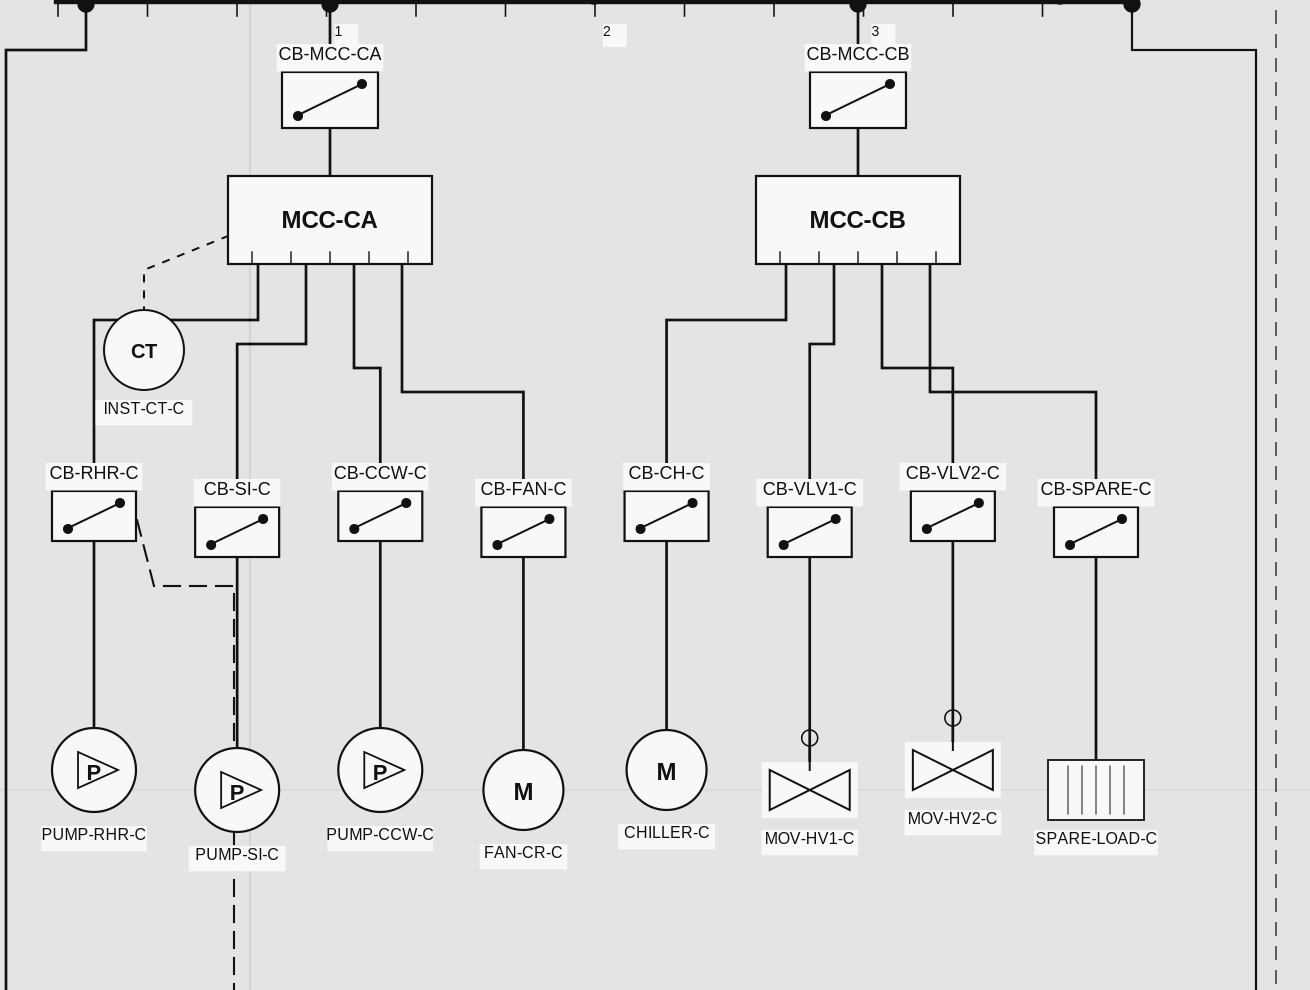 1
2
3
CB-MCC-CA
CB-MCC-CB
MCC-CA
MCC-CB
CT
INST-CT-C
CB-RHR-C
CB-SI-C
CB-CCW-C
CB-FAN-C
CB-CH-C
CB-VLV1-C
CB-VLV2-C
CB-SPARE-C
P
P
P
M
M
PUMP-RHR-C
PUMP-SI-C
PUMP-CCW-C
FAN-CR-C
CHILLER-C
MOV-HV1-C
MOV-HV2-C
SPARE-LOAD-C